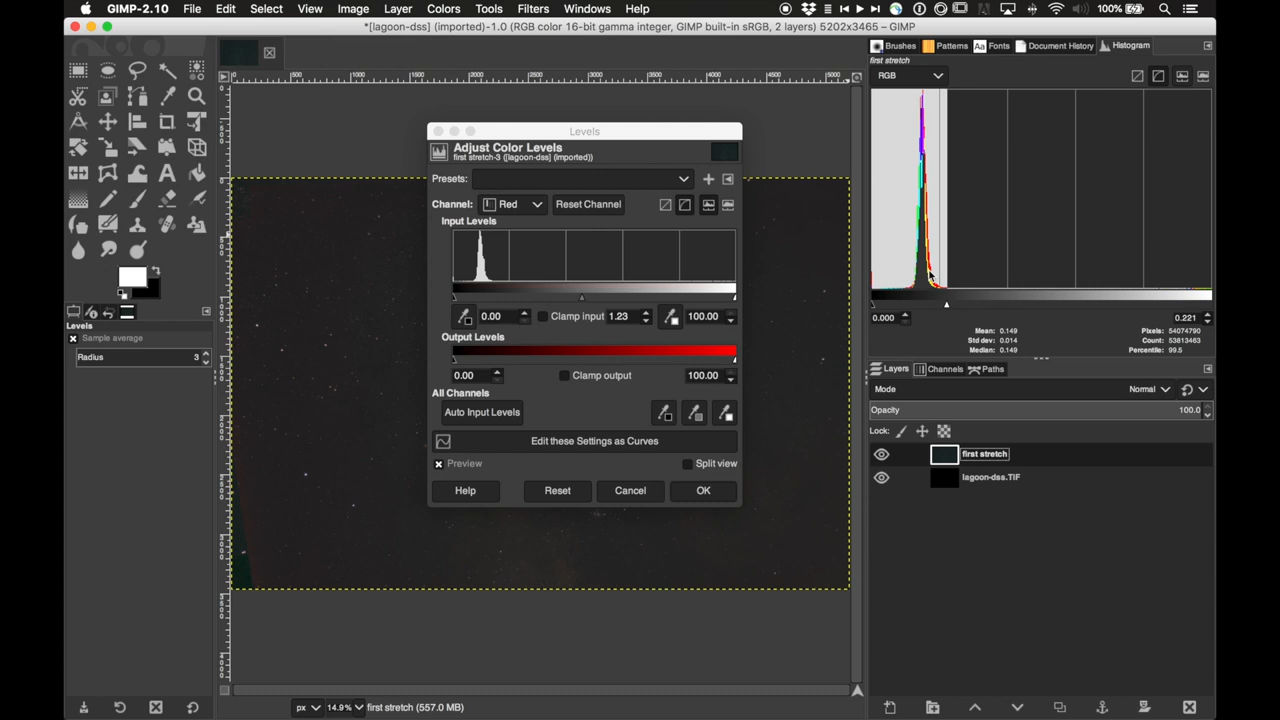 GIMP-2.10 File Edit Select View Image Layer Colors Tools Filters Windows Help 100%
*[lagoon-dss] (imported)-1.0 (RGB color 16-bit gamma integer, GIMP built-in sRGB, 2 layers) 5202x3465 – GIMP
Brushes Patterns Aa Fonts Document History Histogram
first stretch
RGB
Levels
Adjust Color Levels
first stretch-3 ([lagoon-dss] (imported))
Presets:
Channel: Red Reset Channel
Input Levels
0.00 Clamp input 1.23 100.00
Output Levels
0.00 Clamp output 100.00
All Channels
Auto Input Levels
Edit these Settings as Curves
Preview Split view
Help Reset Cancel OK
Levels
Sample average
Radius 3
0.000 0.221
Mean: 0.149 Pixels: 54074790
Std dev: 0.014 Count: 53813463
Median: 0.149 Percentile: 99.5
Layers Channels Paths
Mode Normal
Opacity 100.0
Lock:
first stretch
lagoon-dss.TIF
px 14.9% first stretch (557.0 MB)